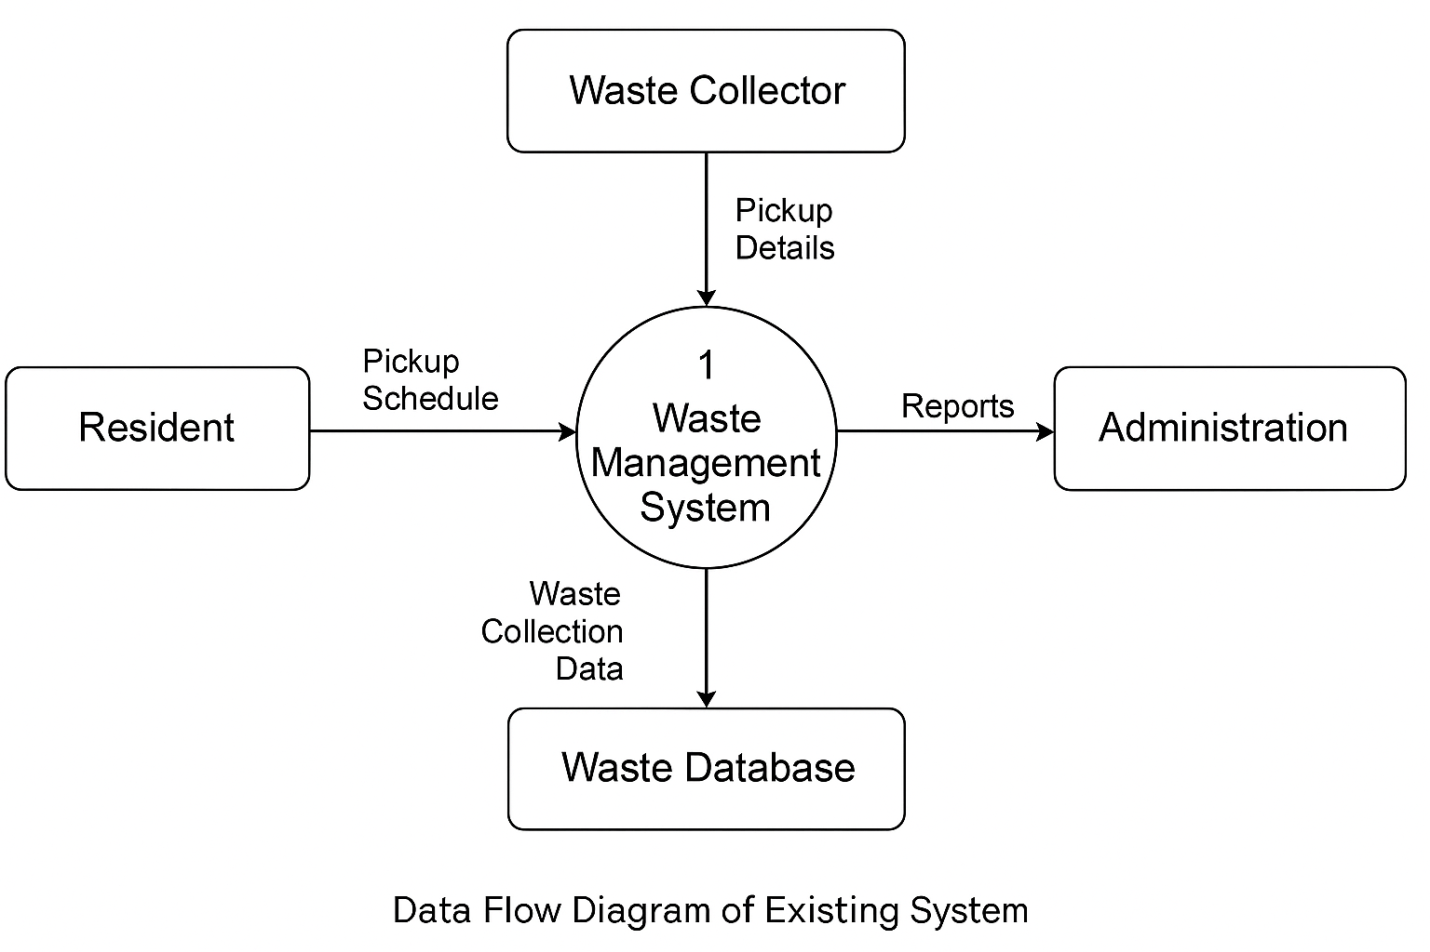 Waste Collector
Pickup
Details
Pickup
Schedule
Resident
1
Waste
Management
System
Reports
Administration
Waste
Collection
Data
Waste Database
Data Flow Diagram of Existing System